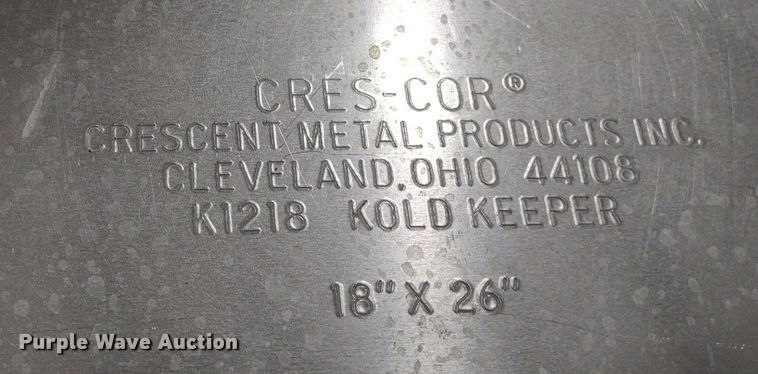 CRES-COR®
CRESCENT METAL PRODUCTS INC.
CLEVELAND, OHIO 44108
K1218 KOLD KEEPER
18" X 26"
Purple Wave Auction